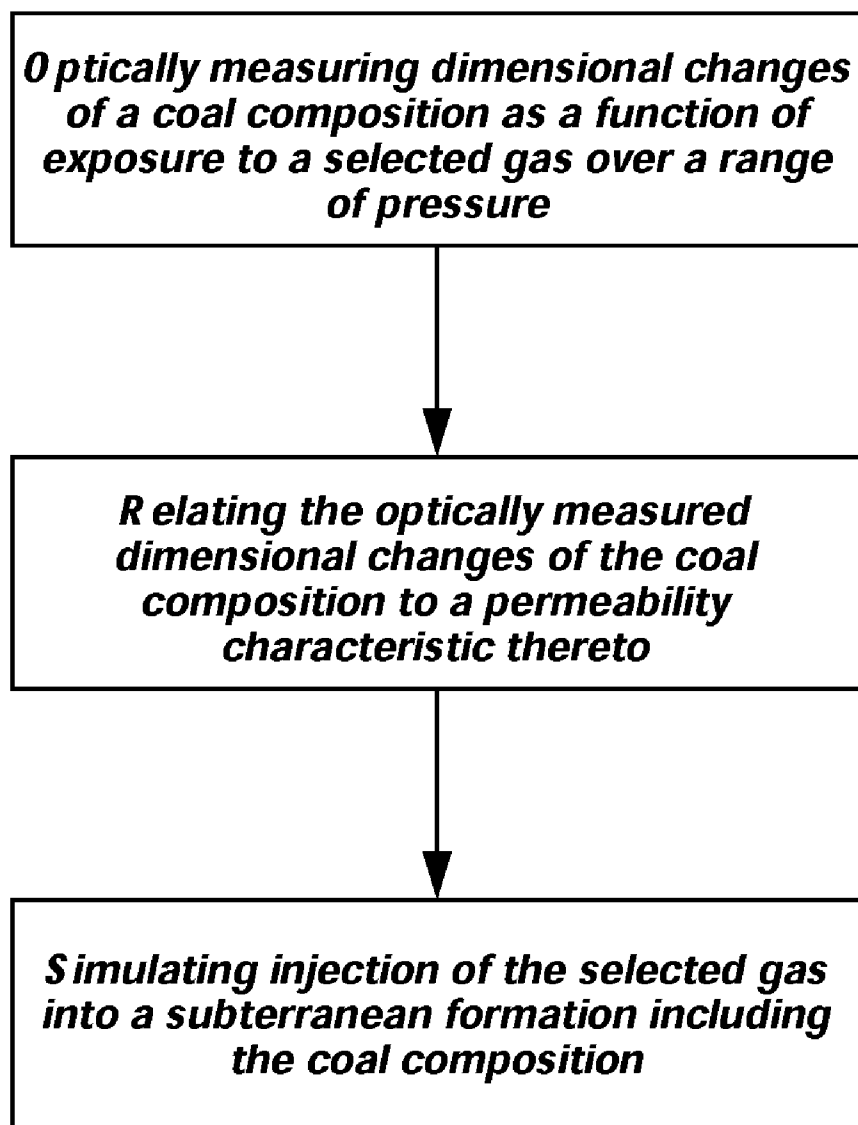 Optically measuring dimensional changes
of a coal composition as a function of
exposure to a selected gas over a range
of pressure
Relating the optically measured
dimensional changes of the coal
composition to a permeability
characteristic thereto
Simulating injection of the selected gas
into a subterranean formation including
the coal composition